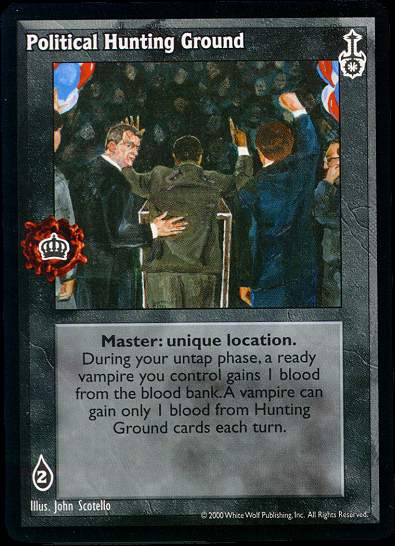 Political Hunting Ground
Master: unique location.
During your untap phase, a ready
vampire you control gains 1 blood
from the blood bank. A vampire can
gain only 1 blood from Hunting
Ground cards each turn.
2
Illus. John Scotello
© 2000 White Wolf Publishing, Inc. All Rights Reserved.